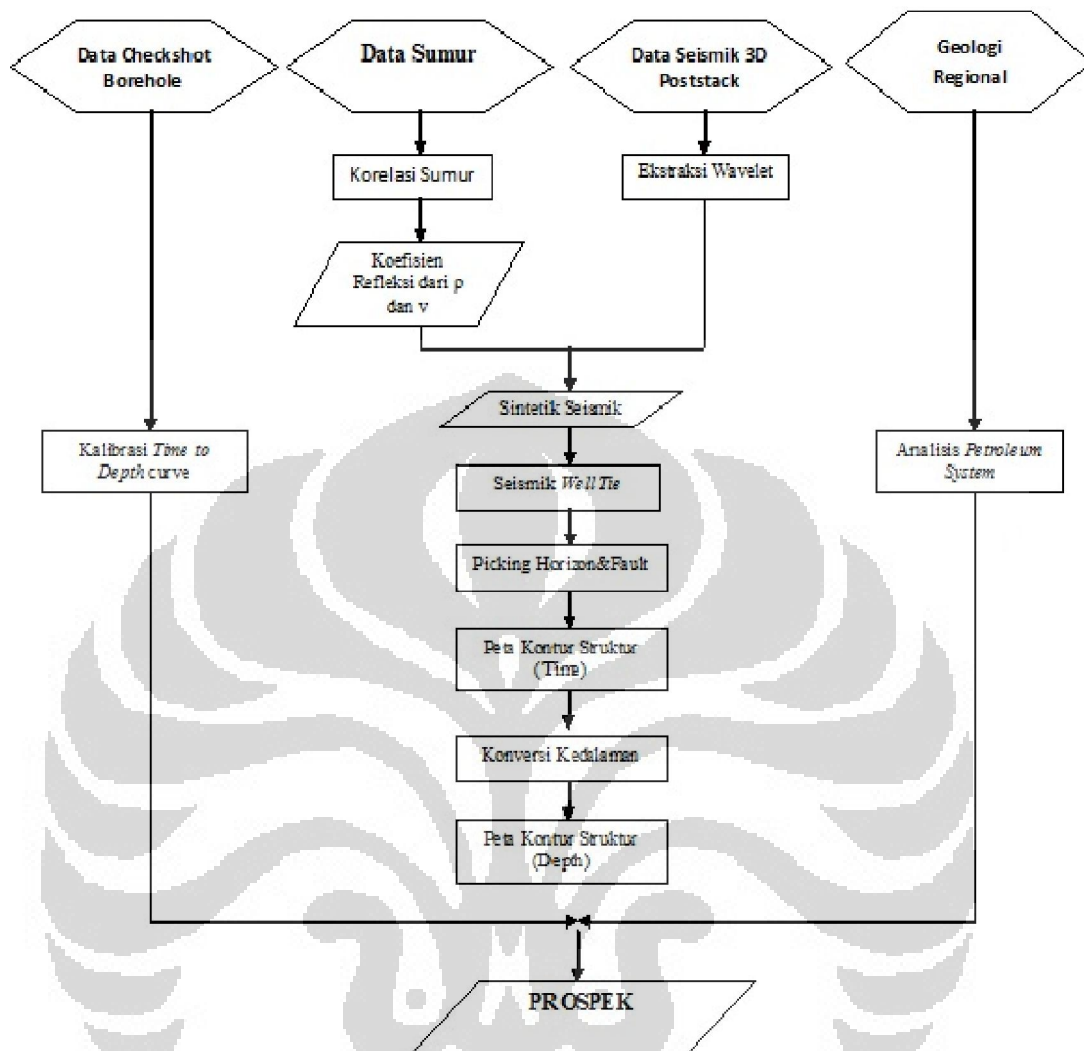 Data Checkshot
Borehole
Data Sumur
Data Seismik 3D
Poststack
Geologi
Regional
Korelasi Sumur
Ekstraksi Wavelet
Koefisien
Refleksi dari ρ
dan v
Sintetik Seismik
Kalibrasi Time to
Depth curve
Seismik Well Tie
Analisis Petroleum
System
Picking Horizon&Fault
Peta Kontur Struktur
(Time)
Konversi Kedalaman
Peta Kontur Struktur
(Depth)
PROSPEK